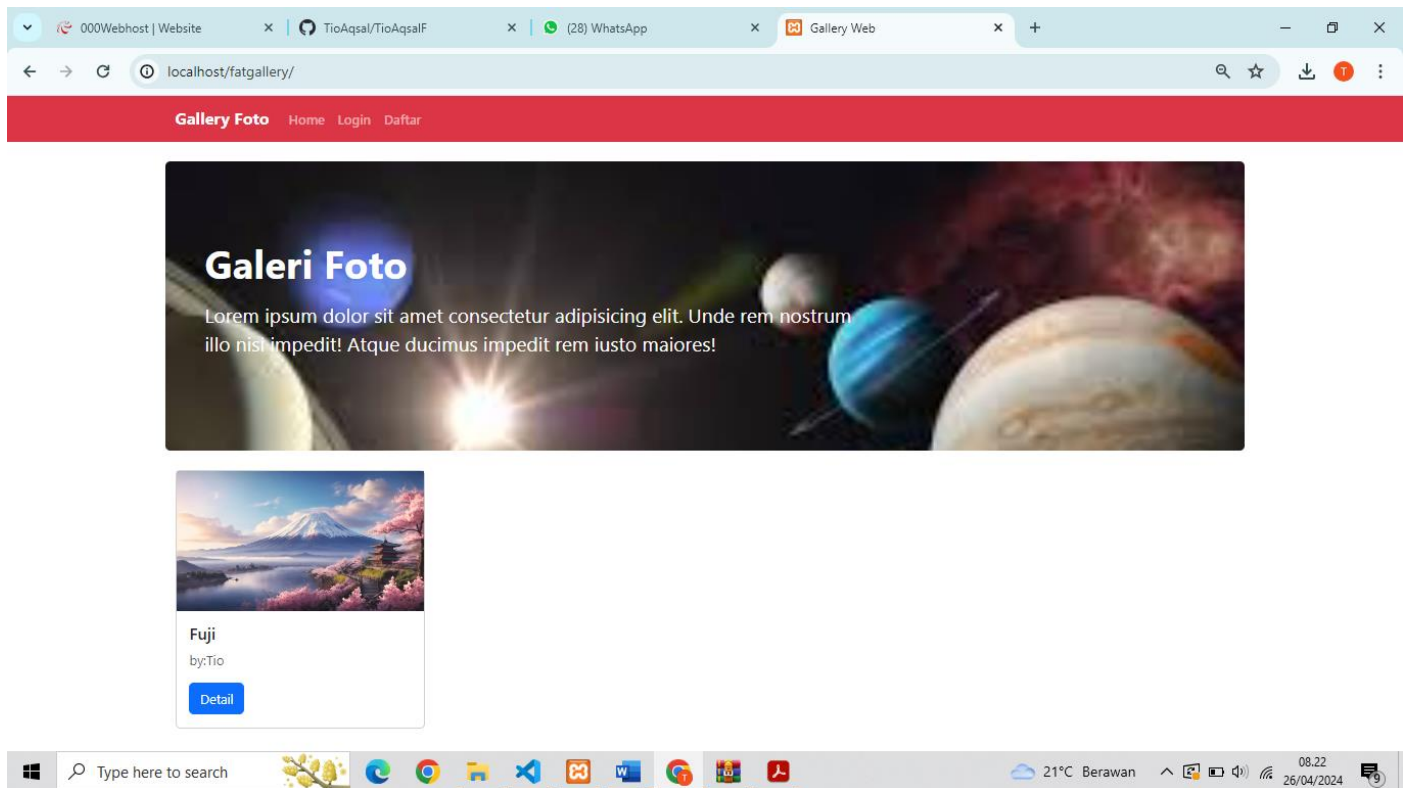 000Webhost | Website
TioAqsal/TioAqsalF
(28) WhatsApp
Gallery Web
localhost/fatgallery/
T
Gallery Foto Home Login Daftar
Galeri Foto
Lorem ipsum dolor sit amet consectetur adipisicing elit. Unde rem nostrum
illo nisi impedit! Atque ducimus impedit rem iusto maiores!
Fuji
by:Tio
Detail
Type here to search
21°C Berawan
08.22
26/04/2024
9